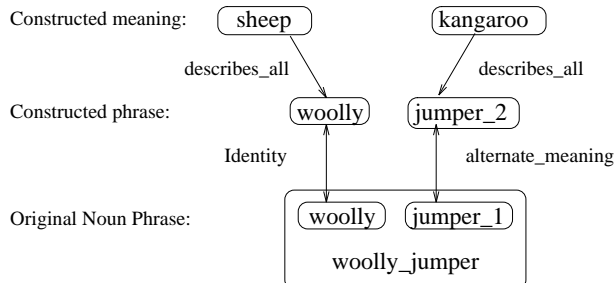 Constructed meaning: sheep kangaroo
describes_all describes_all
Constructed phrase: woolly jumper_2
Identity alternate_meaning
Original Noun Phrase: woolly jumper_1
woolly_jumper